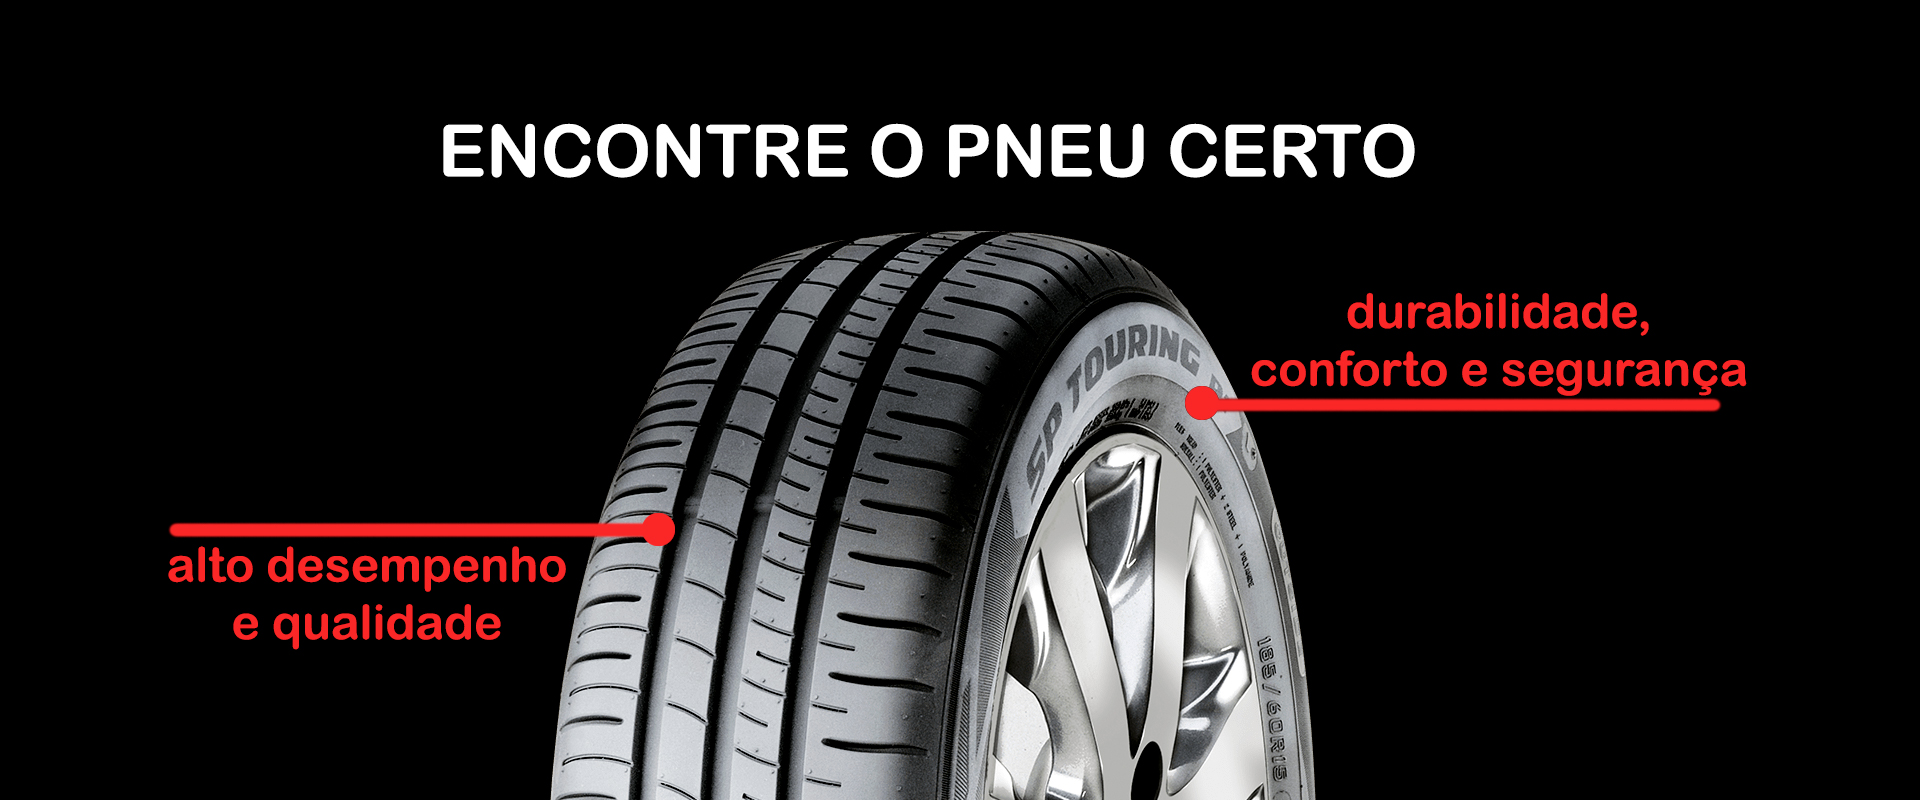 ENCONTRE O PNEU CERTO
durabilidade,
conforto e segurança
SP TOURING
alto desempenho
e qualidade
185/60R15